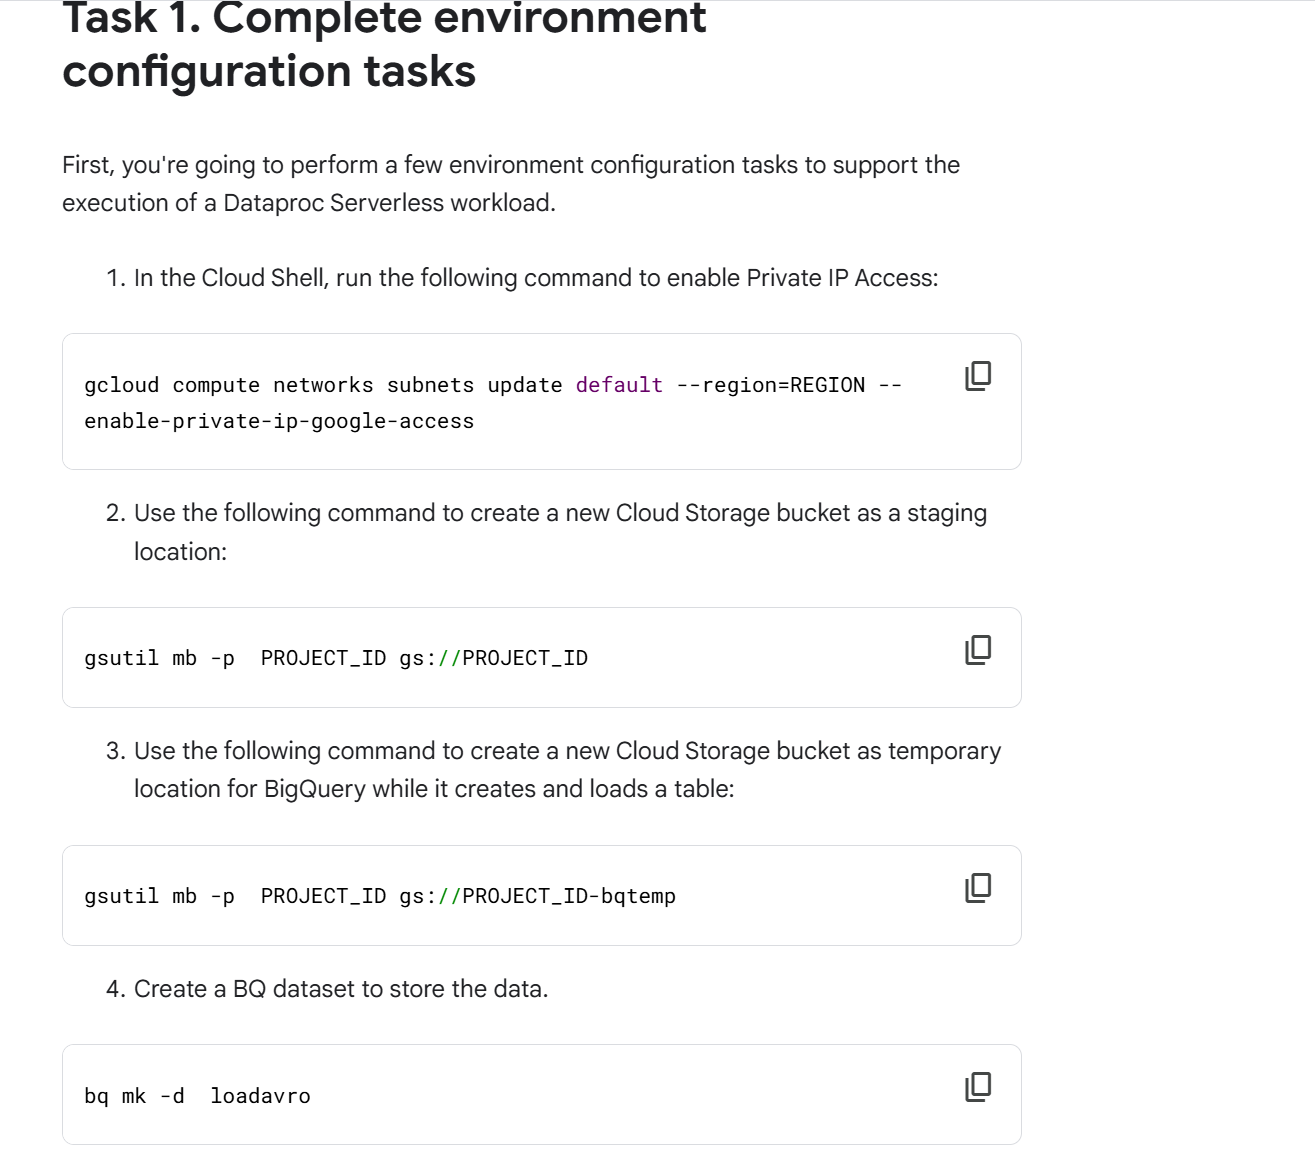 Task 1. Complete environment
configuration tasks
First, you're going to perform a few environment configuration tasks to support the
execution of a Dataproc Serverless workload.
1. In the Cloud Shell, run the following command to enable Private IP Access:
gcloud compute networks subnets update default --region=REGION --
enable-private-ip-google-access
2. Use the following command to create a new Cloud Storage bucket as a staging
location:
gsutil mb -p  PROJECT_ID gs://PROJECT_ID
3. Use the following command to create a new Cloud Storage bucket as temporary
location for BigQuery while it creates and loads a table:
gsutil mb -p  PROJECT_ID gs://PROJECT_ID-bqtemp
4. Create a BQ dataset to store the data.
bq mk -d  loadavro